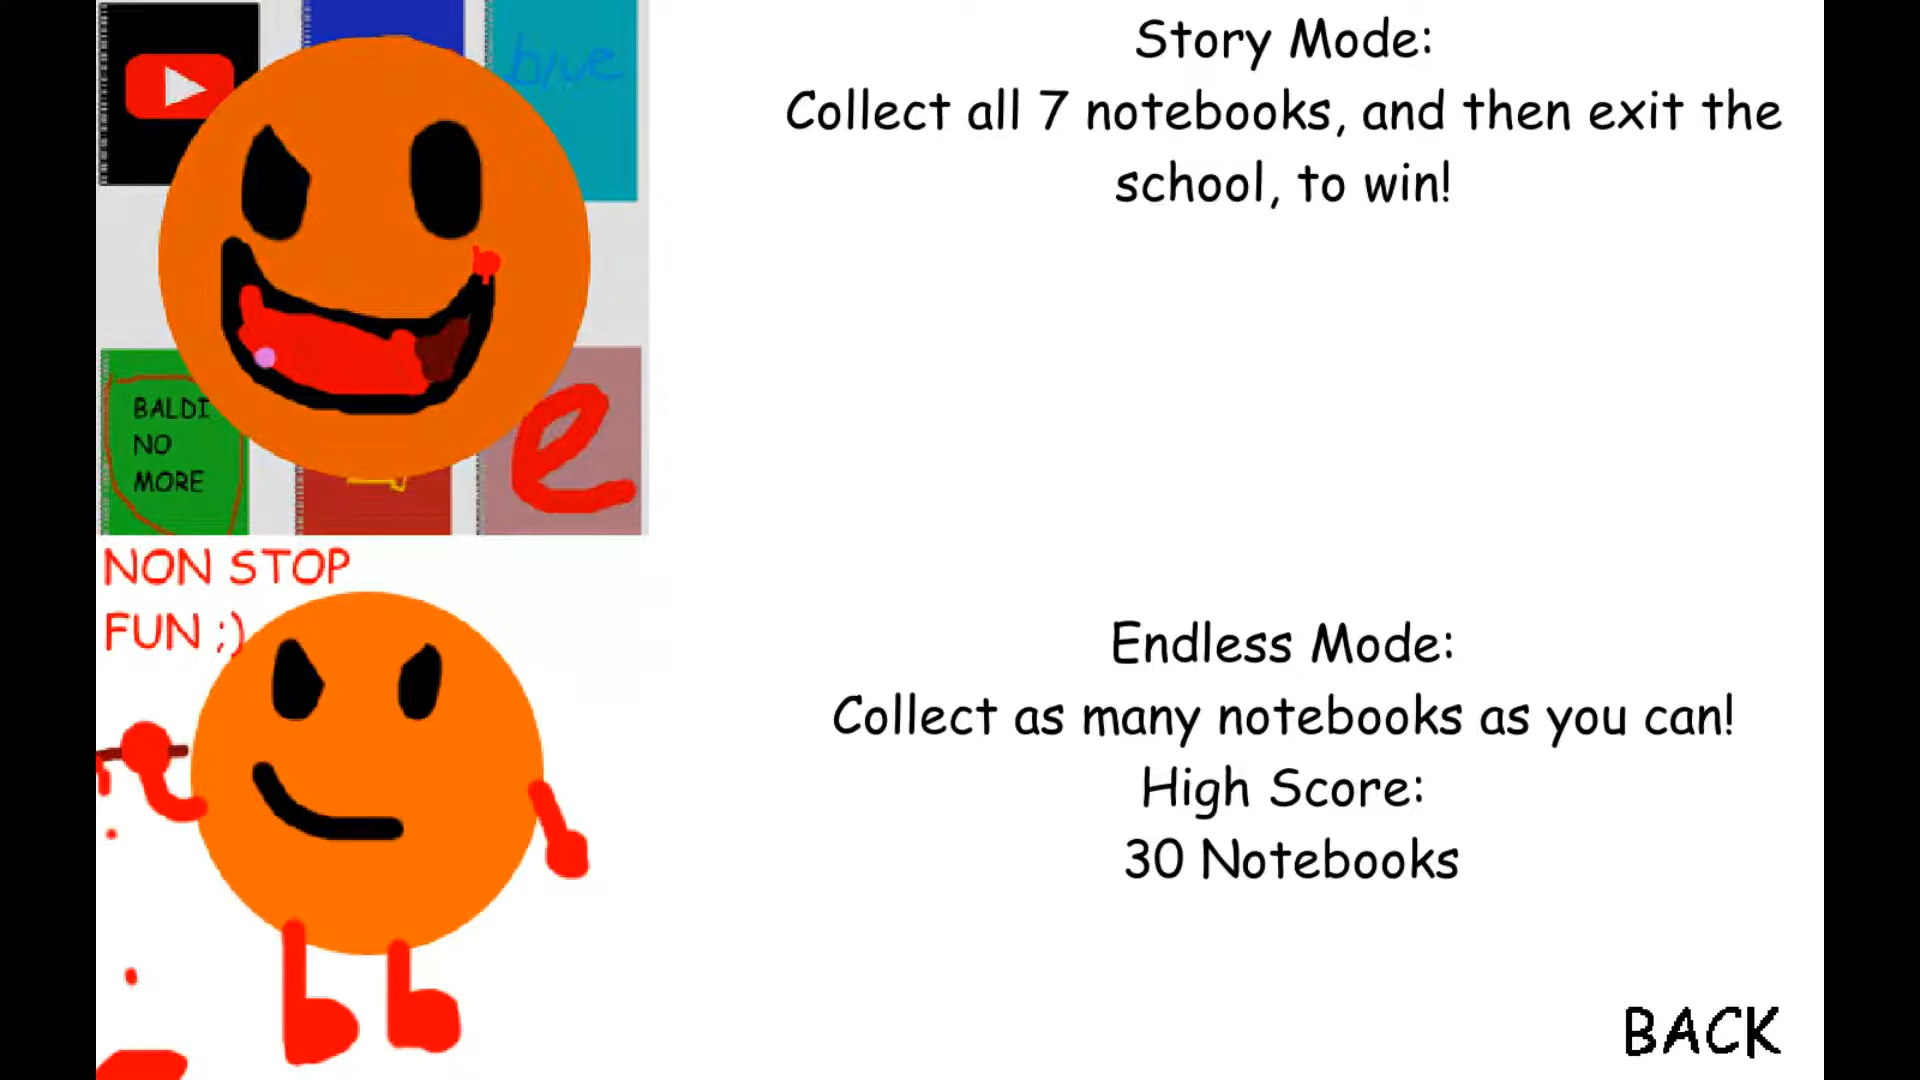 blue
BALDI
NO
MORE
e
NON STOP
FUN ;)
Story Mode:
Collect all 7 notebooks, and then exit the
school, to win!
Endless Mode:
Collect as many notebooks as you can!
High Score:
30 Notebooks
BACK